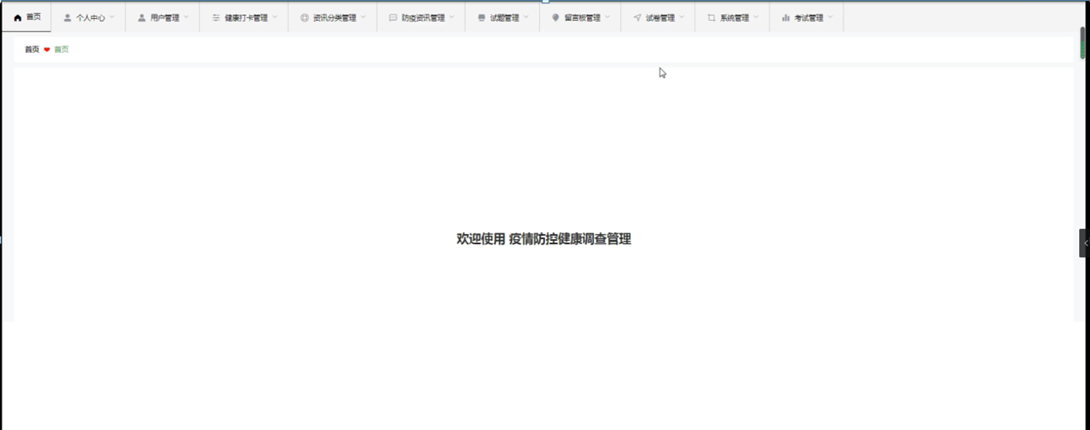 首页 个人中心 用户管理 健康打卡管理 资讯分类管理 防疫资讯管理 试题管理 留言板管理 试卷管理 系统管理 考试管理
首页 首页
欢迎使用 疫情防控健康调查管理